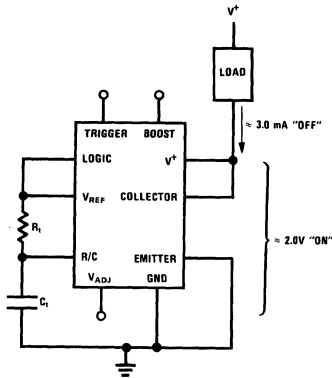 V+
LOAD
≈ 3.0 mA "OFF"
TRIGGER BOOST
LOGIC
V+
VREF
COLLECTOR
≈ 2.0V "ON"
Rt
R/C
EMITTER
VADJ
GND
Ct